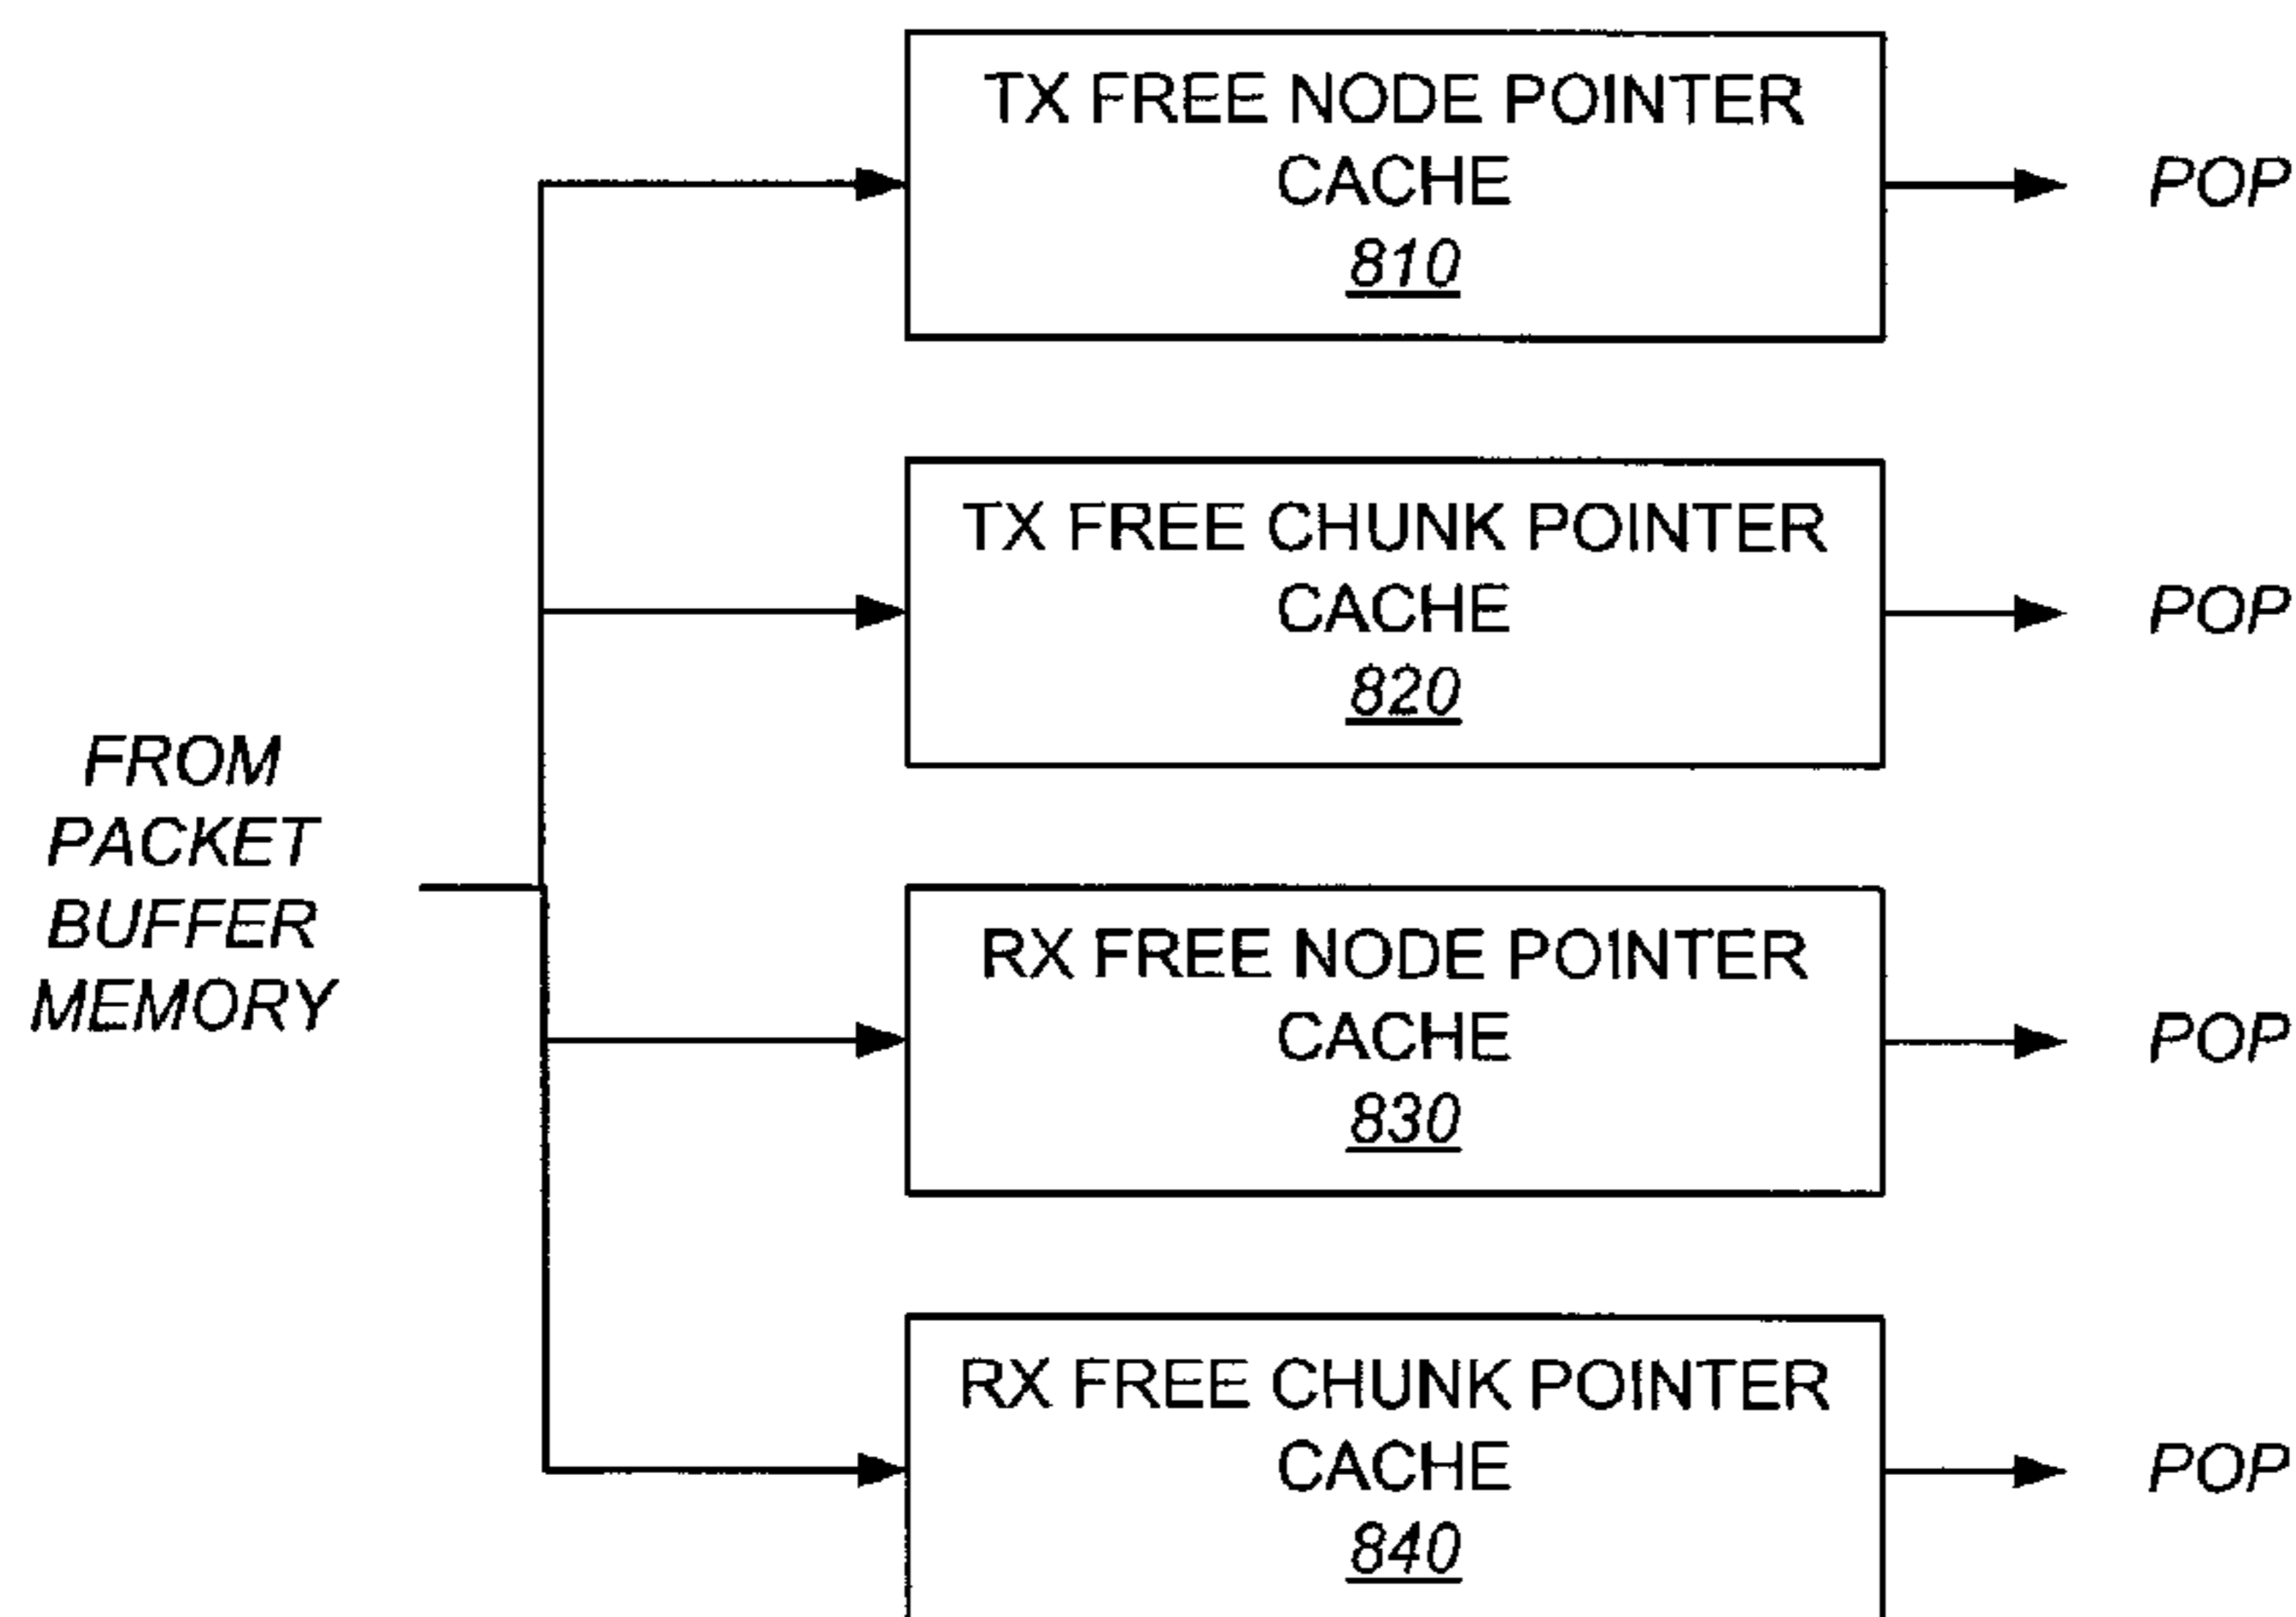 TX FREE NODE POINTER
CACHE
810
POP
TX FREE CHUNK POINTER
CACHE
820
POP
FROM
PACKET
BUFFER
MEMORY
RX FREE NODE POINTER
CACHE
830
POP
RX FREE CHUNK POINTER
CACHE
840
POP